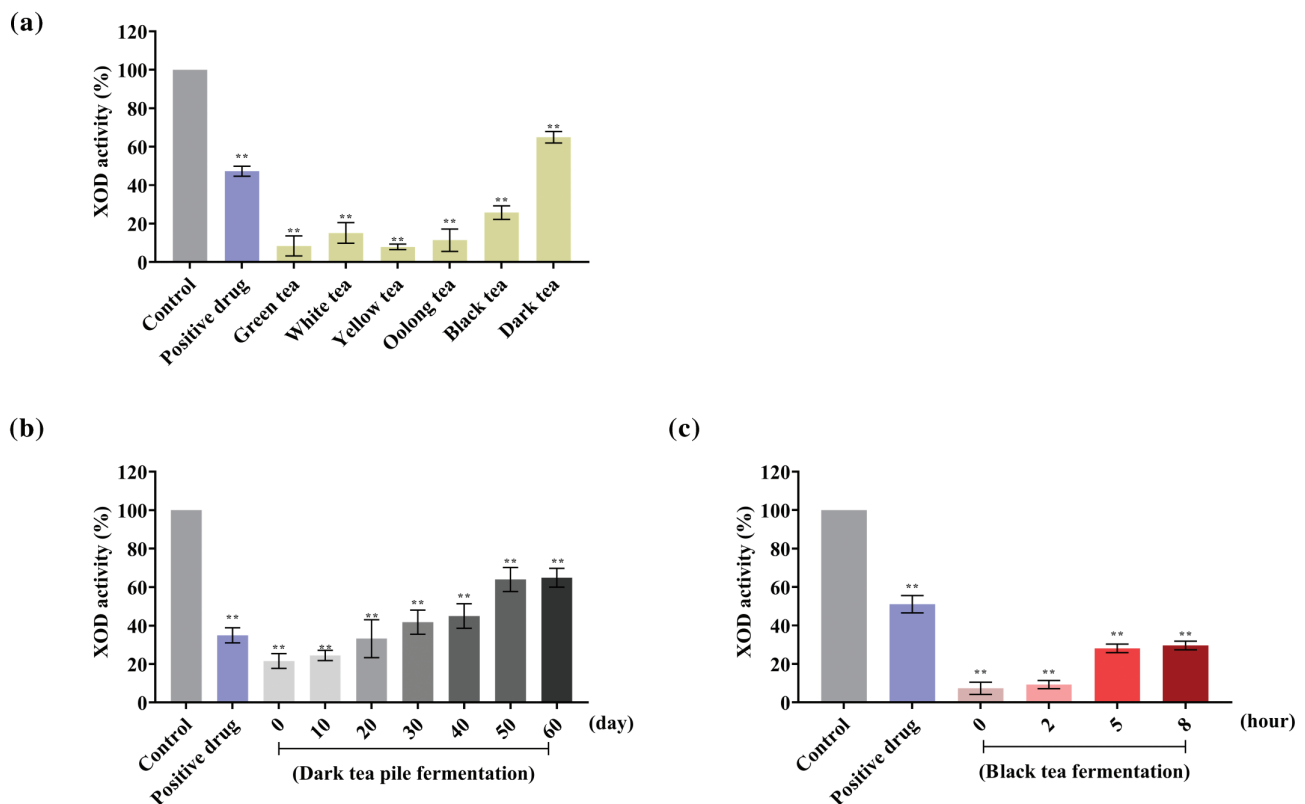 (a)
XOD activity (%)
120
100
80
60
40
20
0
**
**
**
**
**
**
**
Control
Positive drug
Green tea
White tea
Yellow tea
Oolong tea
Black tea
Dark tea
(b)
XOD activity (%)
120
100
80
60
40
20
0
**
**
**
**
**
**
**
**
Control
Positive drug
0
10
20
30
40
50
60
(day)
(Dark tea pile fermentation)
(c)
XOD activity (%)
120
100
80
60
40
20
0
**
**
**
**
**
Control
Positive drug
0
2
5
8
(hour)
(Black tea fermentation)